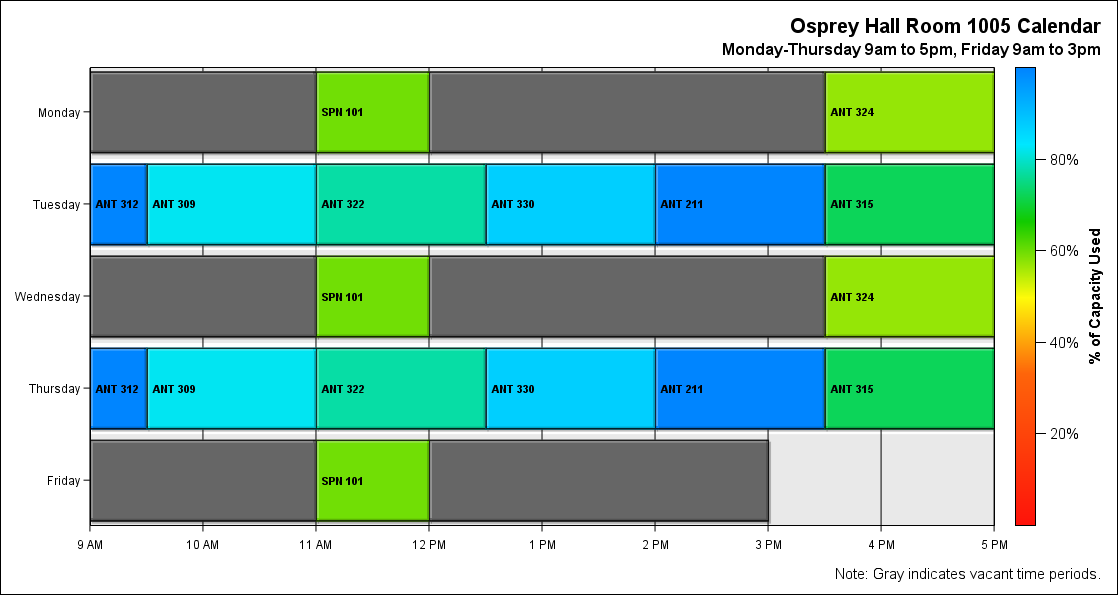 Osprey Hall Room 1005 Calendar
Monday-Thursday 9am to 5pm, Friday 9am to 3pm
Monday SPN 101 ANT 324
Tuesday ANT 312 ANT 309 ANT 322 ANT 330 ANT 211 ANT 315
Wednesday SPN 101 ANT 324
Thursday ANT 312 ANT 309 ANT 322 ANT 330 ANT 211 ANT 315
Friday SPN 101
9 AM 10 AM 11 AM 12 PM 1 PM 2 PM 3 PM 4 PM 5 PM
80%
60%
40%
20%
% of Capacity Used
Note: Gray indicates vacant time periods.